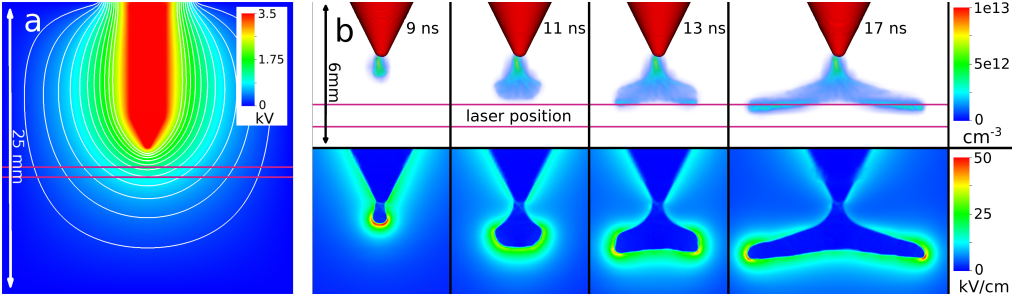 a
3.5
1.75
0
kV
25 mm
b
9 ns
11 ns
13 ns
17 ns
6mm
laser position
1e13
5e12
0
cm-3
50
25
0
kV/cm